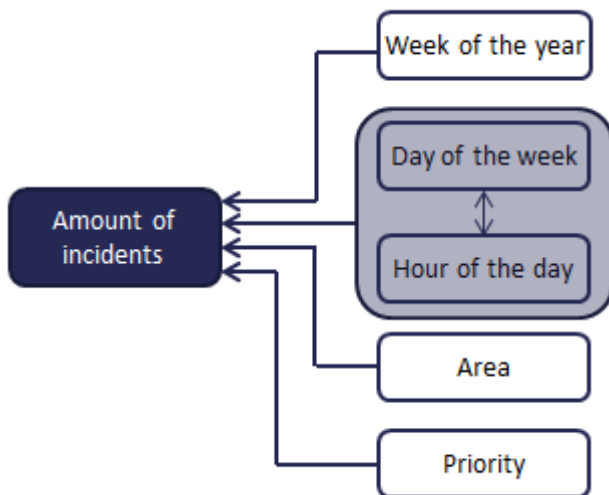 Week of the year
Day of the week
Amount of
incidents
Hour of the day
Area
Priority